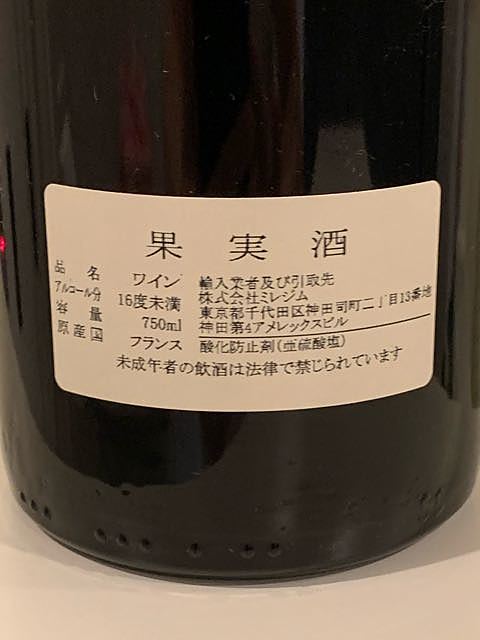 果実酒
品名 ワイン
アルコール分 16度未満
容量 750ml
原産国 フランス
輸入業者及び引取先
株式会社ミレジム
東京都千代田区神田司町二丁目13番地
神田第4アメレックスビル
酸化防止剤(亜硫酸塩)
未成年者の飲酒は法律で禁じられています